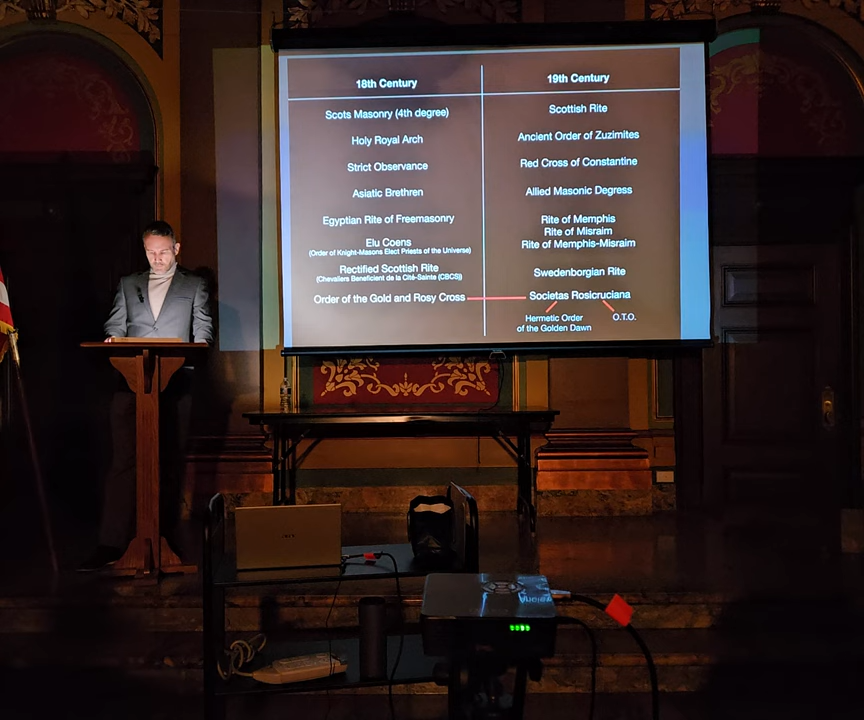 18th Century
Scots Masonry (4th degree)
Holy Royal Arch
Strict Observance
Asiatic Brethren
Egyptian Rite of Freemasonry
Elu Coens
(Order of Knight-Masons Elect Priests of the Universe)
Rectified Scottish Rite
(Chevaliers Beneficient de la Cité-Sainte (CBCS))
Order of the Gold and Rosy Cross
19th Century
Scottish Rite
Ancient Order of Zuzimites
Red Cross of Constantine
Allied Masonic Degress
Rite of Memphis
Rite of Misraim
Rite of Memphis-Misraim
Swedenborgian Rite
Societas Rosicruciana
Hermetic Order
of the Golden Dawn
O.T.O.